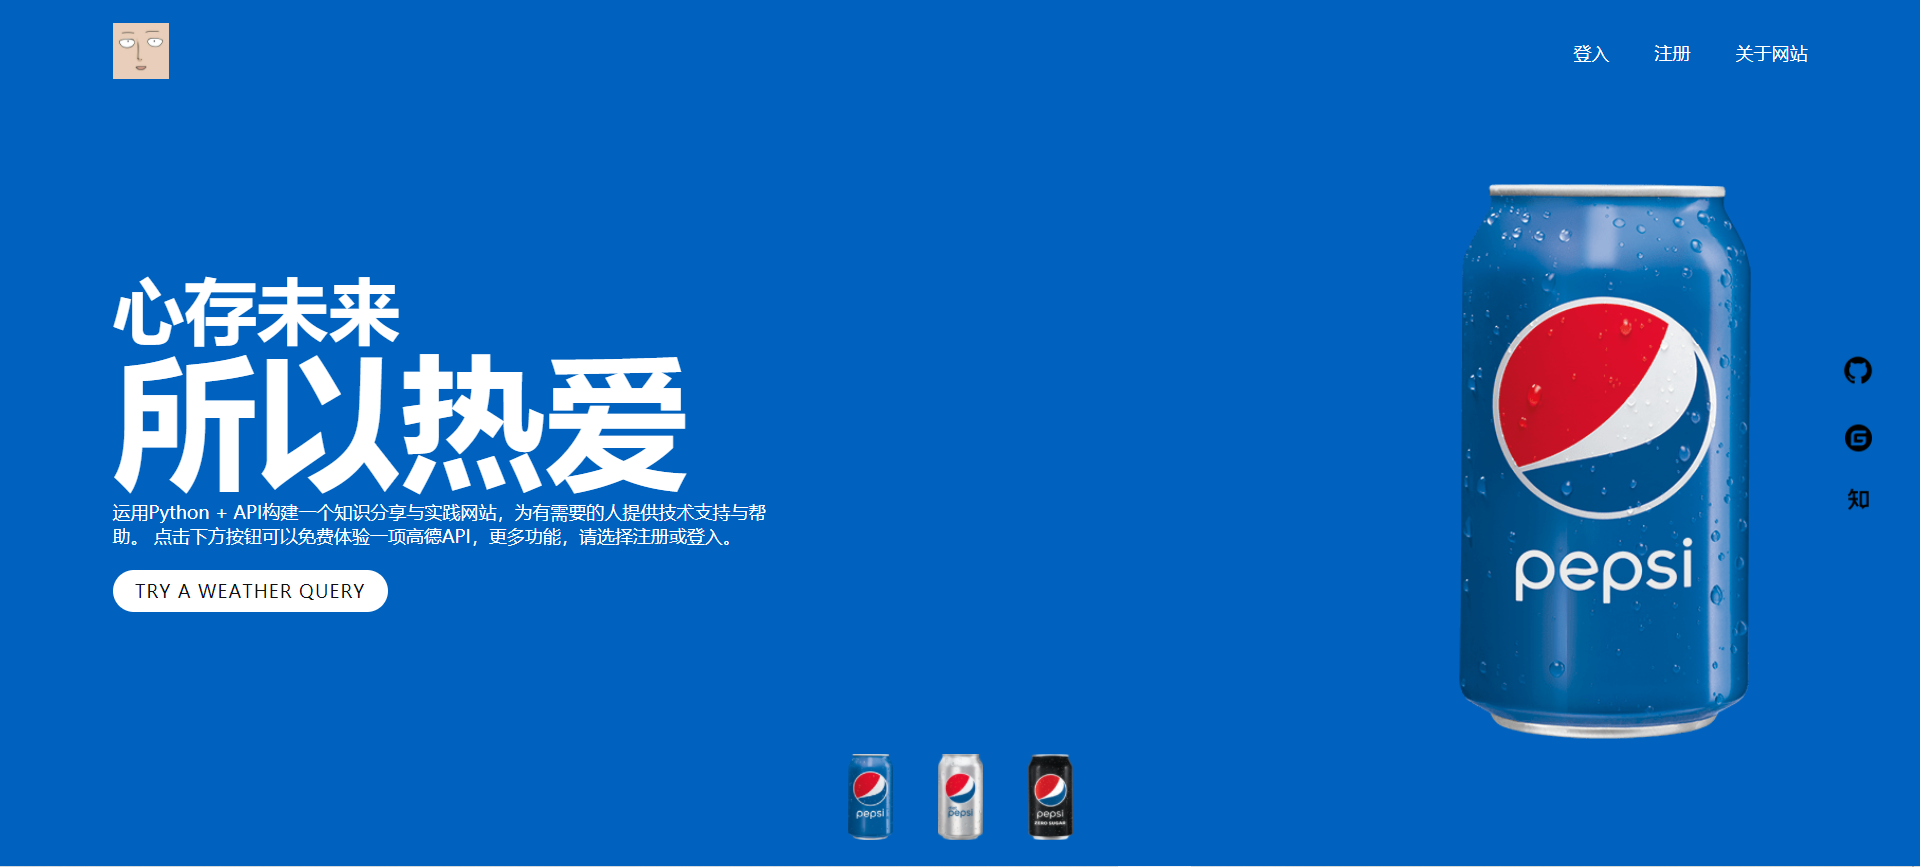 登入 注册 关于网站
心存未来
所以热爱
运用Python + API构建一个知识分享与实践网站，为有需要的人提供技术支持与帮
助。 点击下方按钮可以免费体验一项高德API，更多功能，请选择注册或登入。
TRY A WEATHER QUERY
pepsi
知
pepsi
pepsi
pepsi
ZERO SUGAR